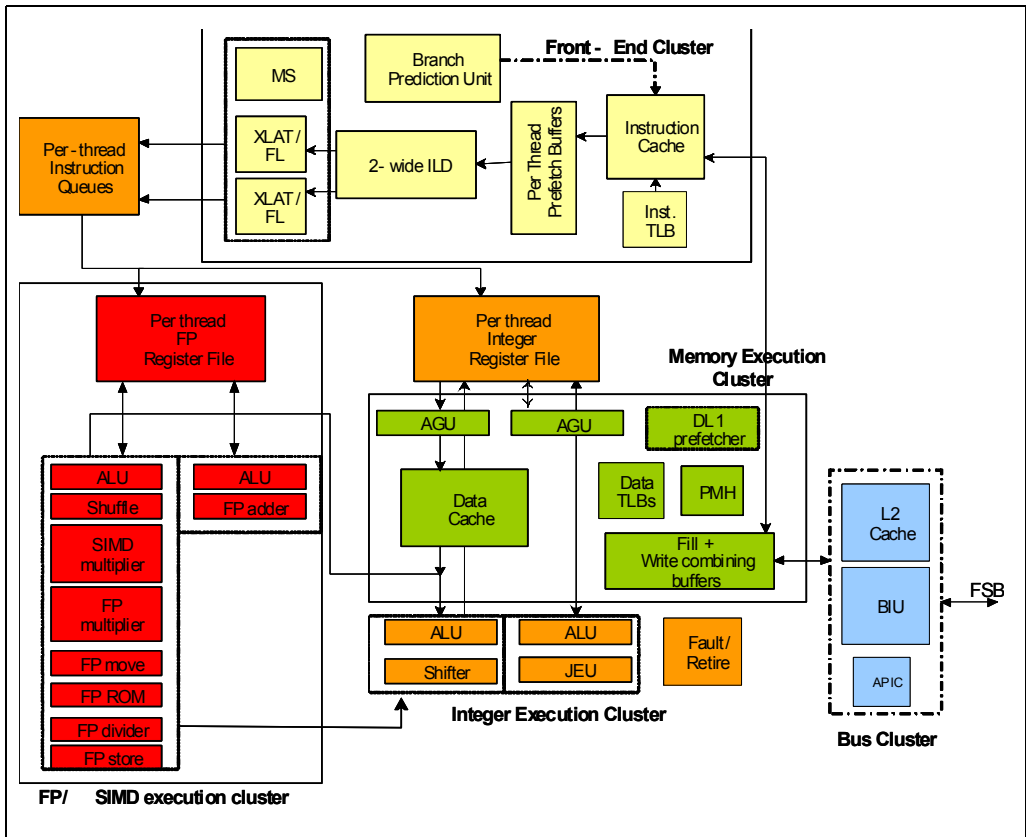 Front - End Cluster
MS
Branch
Prediction Unit
Instruction
Cache
Per Thread
Prefetch Buffers
XLAT /
FL
2- wide ILD
XLAT /
FL
Inst.
TLB
Per - thread
Instruction
Queues
Per thread
FP
Register File
Per thread
Integer
Register File
Memory Execution
Cluster
AGU
AGU
DL 1
prefetcher
Data
Cache
Data
TLBs
PMH
Fill +
Write combining
buffers
ALU
Shuffle
SIMD
multiplier
FP
multiplier
FP move
FP ROM
FP divider
FP store
ALU
FP adder
ALU
Shifter
ALU
JEU
Fault /
Retire
Integer Execution Cluster
L2
Cache
BIU
APIC
FSB
Bus Cluster
FP/ SIMD execution cluster